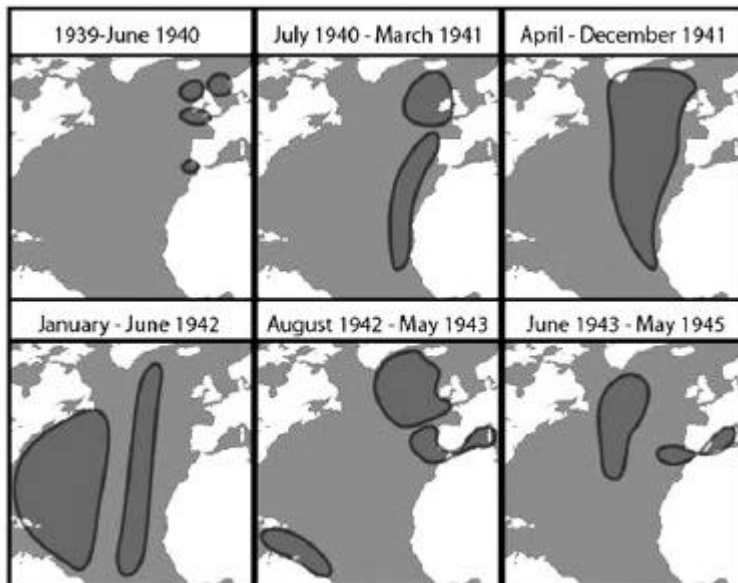 1939-June 1940
July 1940 - March 1941
April - December 1941
January - June 1942
August 1942 - May 1943
June 1943 - May 1945